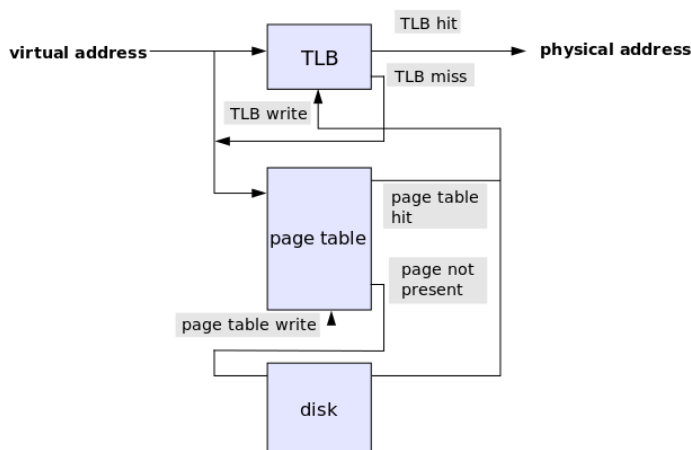 TLB hit
virtual address
TLB
physical address
TLB miss
TLB write
page table
hit
page table
page not
present
page table write
disk